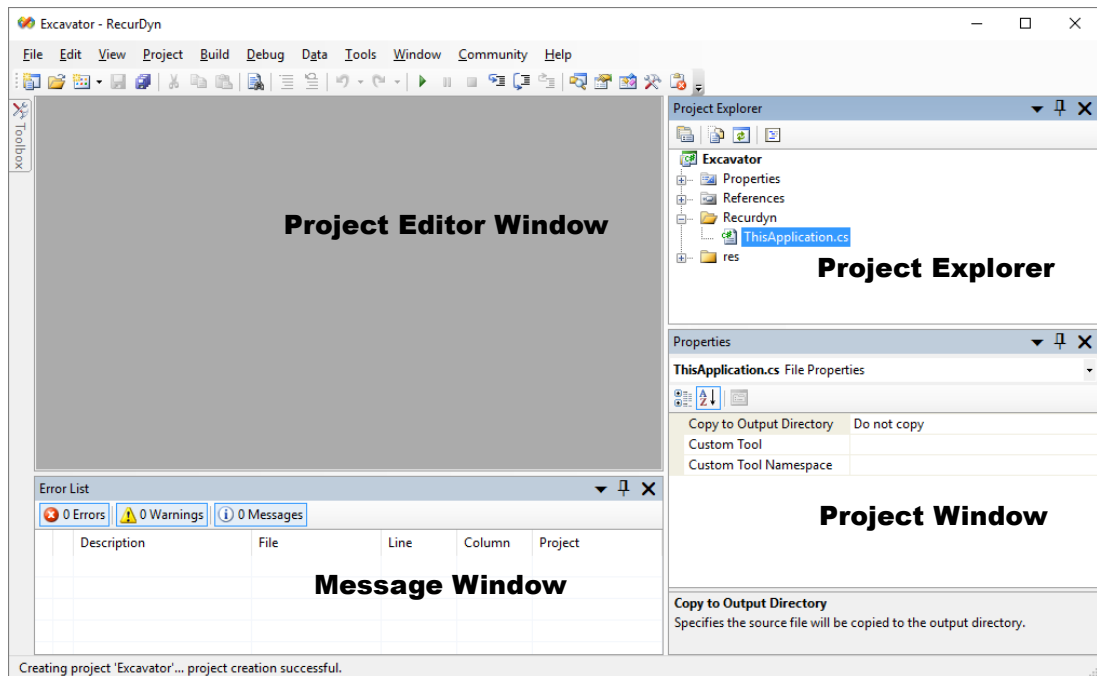 Excavator - RecurDyn
File Edit View Project Build Debug Data Tools Window Community Help
Toolbox
Project Editor Window
Project Explorer
Excavator
Properties
References
Recurdyn
ThisApplication.cs
res
Project Explorer
Properties
ThisApplication.cs File Properties
Copy to Output Directory Do not copy
Custom Tool
Custom Tool Namespace
Project Window
Copy to Output Directory
Specifies the source file will be copied to the output directory.
Error List
0 Errors 0 Warnings 0 Messages
Description File Line Column Project
Message Window
Creating project 'Excavator'... project creation successful.